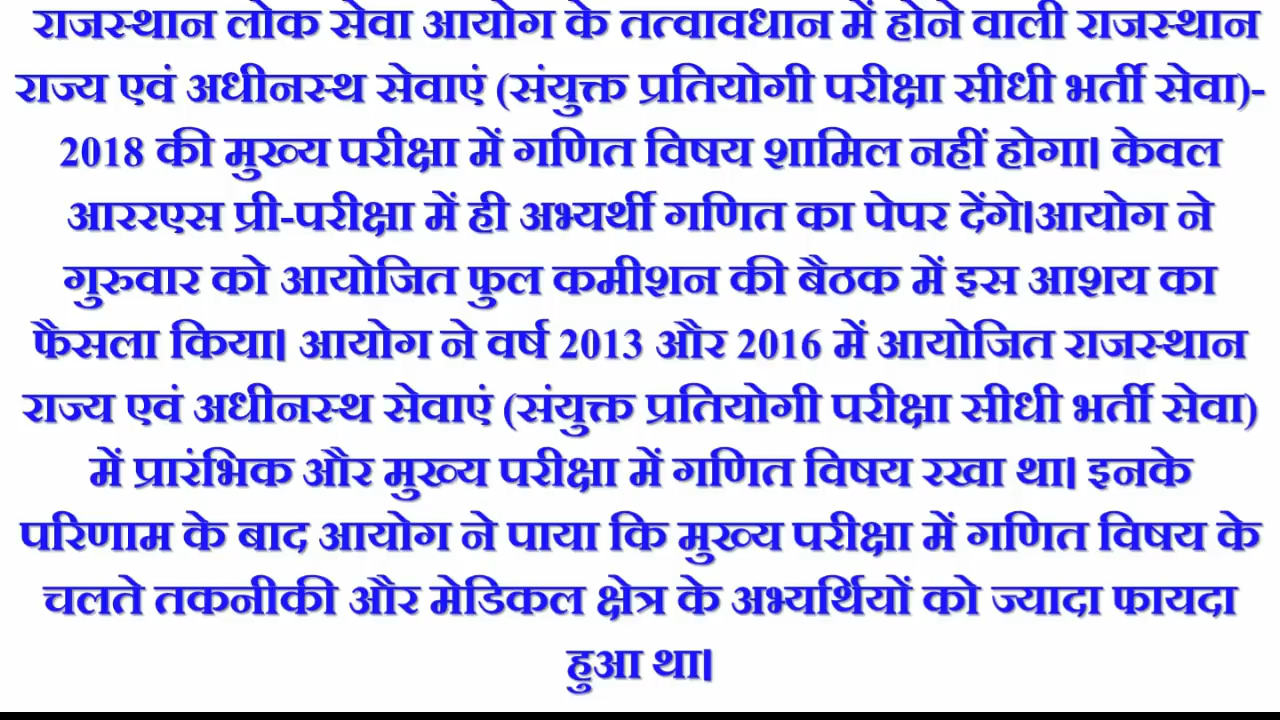 राजस्थान लोक सेवा आयोग के तत्वावधान में होने वाली राजस्थान
राज्य एवं अधीनस्थ सेवाएं (संयुक्त प्रतियोगी परीक्षा सीधी भर्ती सेवा)-
2018 की मुख्य परीक्षा में गणित विषय शामिल नहीं होगा। केवल
आररएस प्री-परीक्षा में ही अभ्यर्थी गणित का पेपर देंगे।आयोग ने
गुरुवार को आयोजित फुल कमीशन की बैठक में इस आशय का
फैसला किया। आयोग ने वर्ष 2013 और 2016 में आयोजित राजस्थान
राज्य एवं अधीनस्थ सेवाएं (संयुक्त प्रतियोगी परीक्षा सीधी भर्ती सेवा)
में प्रारंभिक और मुख्य परीक्षा में गणित विषय रखा था। इनके
परिणाम के बाद आयोग ने पाया कि मुख्य परीक्षा में गणित विषय के
चलते तकनीकी और मेडिकल क्षेत्र के अभ्यर्थियों को ज्यादा फायदा
हुआ था।